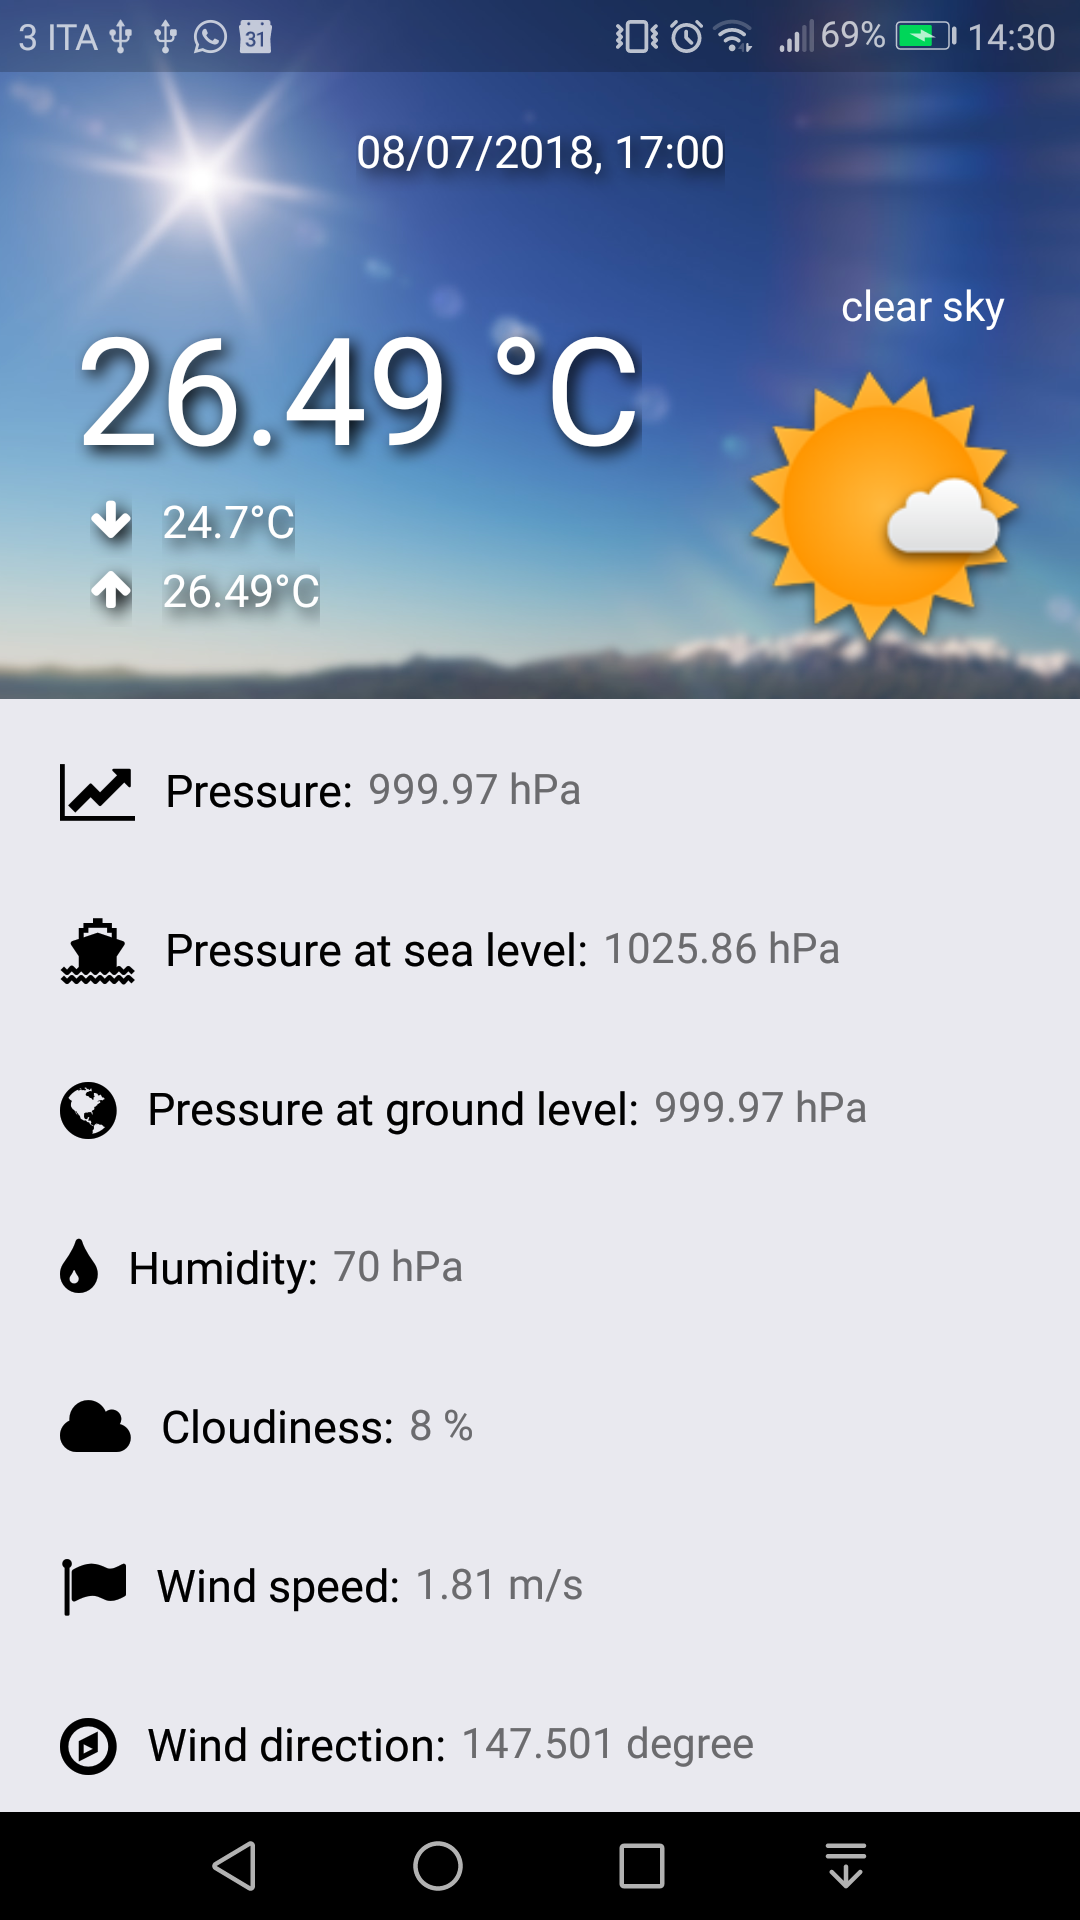 3 ITA 31 69% 14:30
08/07/2018, 17:00
clear sky
26.49 °C
24.7°C
26.49°C
Pressure: 999.97 hPa
Pressure at sea level: 1025.86 hPa
Pressure at ground level: 999.97 hPa
Humidity: 70 hPa
Cloudiness: 8 %
Wind speed: 1.81 m/s
Wind direction: 147.501 degree